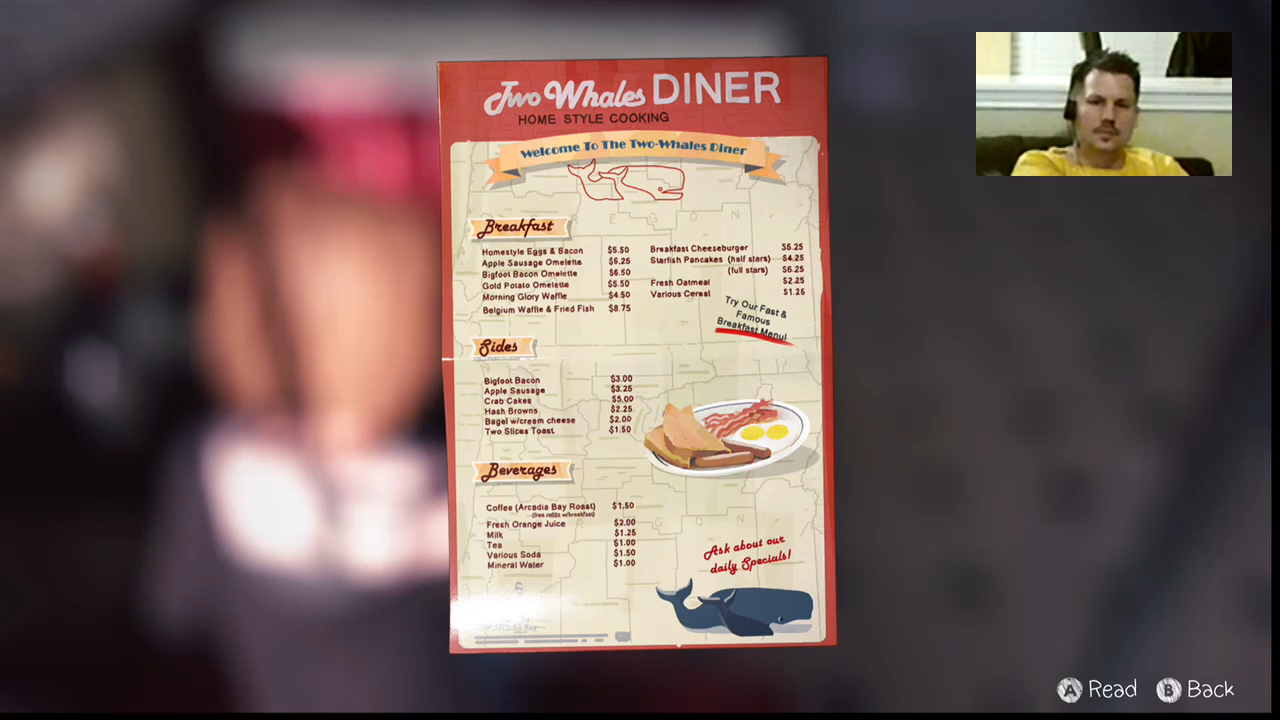 Two Whales DINER
HOME STYLE COOKING
Welcome To The Two-Whales Diner
Breakfast
Homestyle Eggs & Bacon $5.50
Apple Sausage Omelette $6.25
Bigfoot Bacon Omelette $6.50
Gold Potato Omelette $5.50
Morning Glory Waffle $4.50
Belgium Waffle & Fried Fish $8.75
Breakfast Cheeseburger $5.25
Starfish Pancakes (half stars) $4.25
(full stars) $6.25
Fresh Oatmeal $2.25
Various Cereal $1.25
Try Our Fast &
Famous
Breakfast Menu!
Sides
Bigfoot Bacon $3.00
Apple Sausage $3.25
Crab Cakes $5.00
Hash Browns $2.25
Bagel w/cream cheese $2.00
Two Slices Toast $1.50
Beverages
Coffee (Arcadia Bay Roast) $1.50
(free refills w/breakfast)
Fresh Orange Juice $2.00
Milk $1.25
Tea $1.00
Various Soda $1.50
Mineral Water $1.00
Ask about our
daily Specials!
A Read B Back